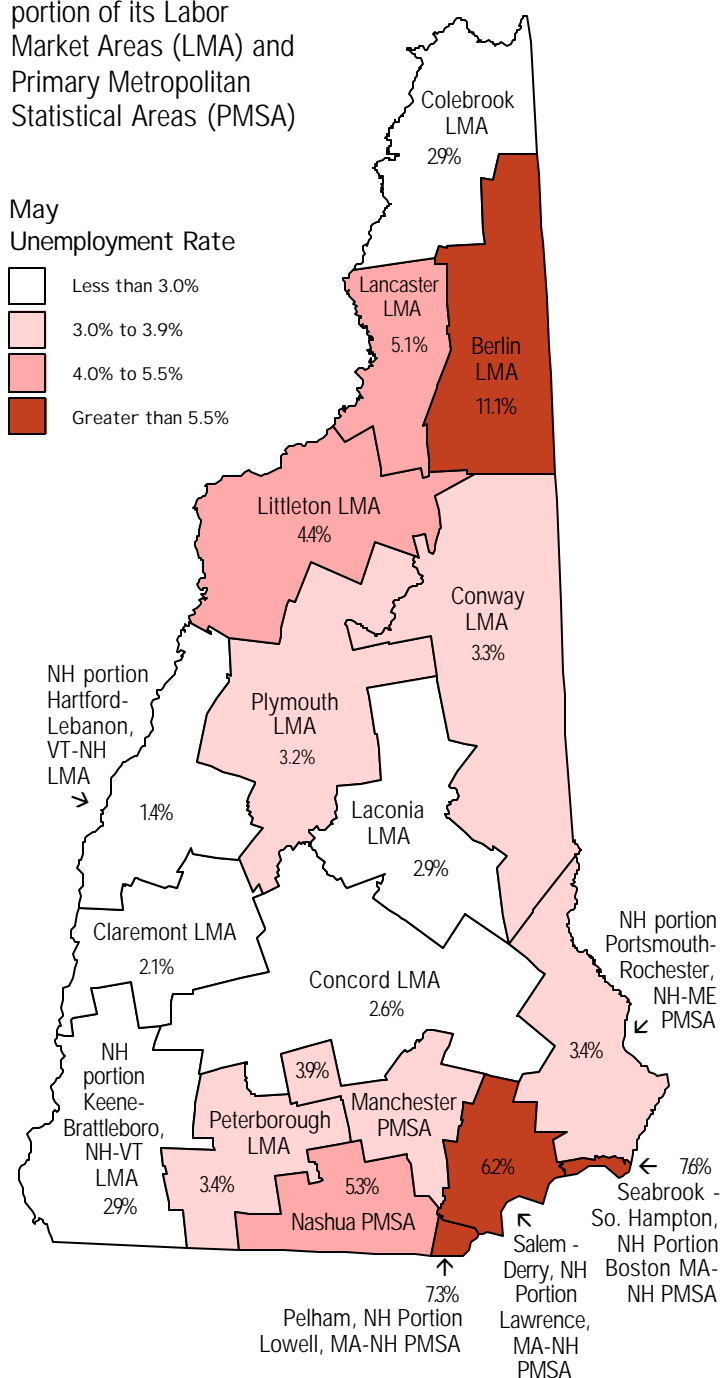 portion of its Labor
Market Areas (LMA) and
Primary Metropolitan
Statistical Areas (PMSA)
May
Unemployment Rate
Less than 3.0%
3.0% to 3.9%
4.0% to 5.5%
Greater than 5.5%
Colebrook
LMA
29%
Lancaster
LMA
5.1%
Berlin
LMA
11.1%
Littleton LMA
4.4%
Conway
LMA
3.3%
NH portion
Hartford-
Lebanon,
VT-NH
LMA
1.4%
Plymouth
LMA
3.2%
Laconia
LMA
2.9%
Claremont LMA
2.1%
Concord LMA
2.6%
NH portion
Portsmouth-
Rochester,
NH-ME
PMSA
3.4%
NH
portion
Keene-
Brattleboro,
NH-VT
LMA
29%
3.9%
Manchester
PMSA
Peterborough
LMA
3.4%
5.3%
Nashua PMSA
6.2%
7.6%
Seabrook -
So. Hampton,
NH Portion
Boston MA-
NH PMSA
Salem -
Derry, NH
Portion
Lawrence,
MA-NH
PMSA
7.3%
Pelham, NH Portion
Lowell, MA-NH PMSA